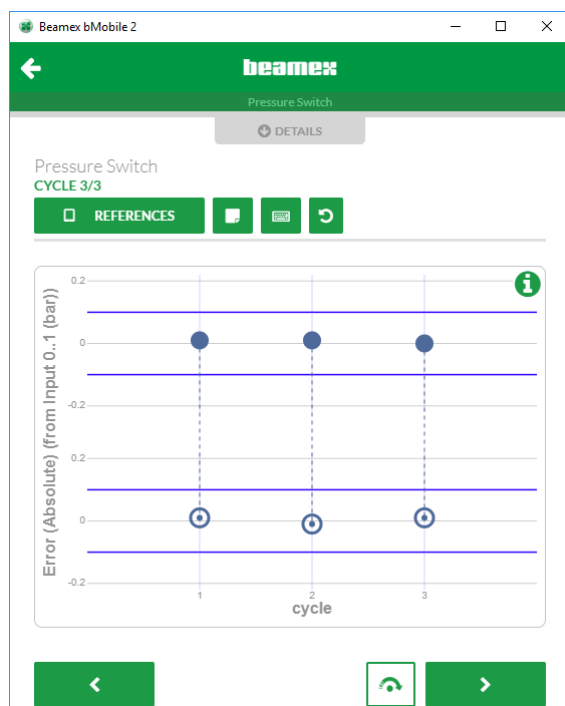 Beamex bMobile 2
beamex
Pressure Switch
DETAILS
Pressure Switch
CYCLE 3/3
REFERENCES
Error (Absolute) (from Input 0..1 (bar))
0.2
0
-0.2
0.2
0
-0.2
1
2
3
cycle